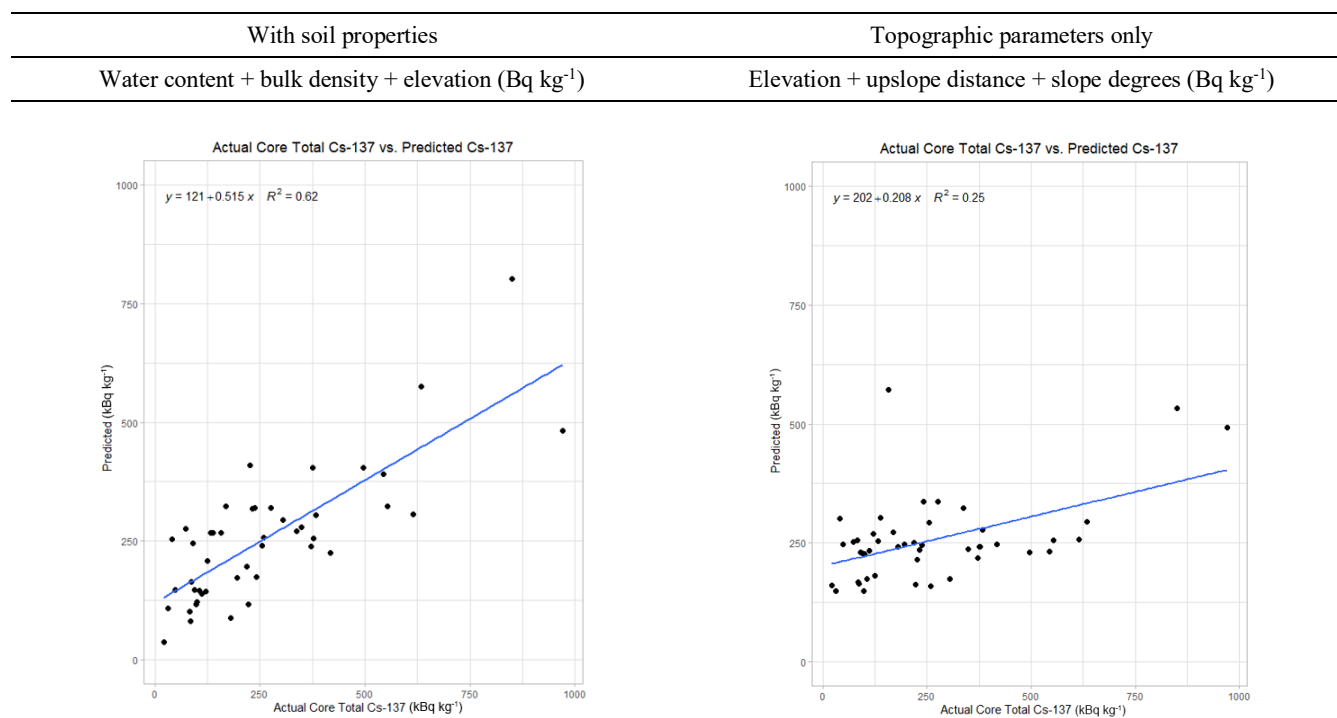 With soil properties
Topographic parameters only
Water content + bulk density + elevation (Bq kg⁻¹)
Elevation + upslope distance + slope degrees (Bq kg⁻¹)
Actual Core Total Cs-137 vs. Predicted Cs-137
y = 121+0.515 x R² = 0.62
1000
750
500
250
0
Predicted (kBq kg⁻¹)
0 250 500 750 1000
Actual Core Total Cs-137 (kBq kg⁻¹)
Actual Core Total Cs-137 vs. Predicted Cs-137
y = 202+0.208 x R² = 0.25
1000
750
500
250
0
Predicted (kBq kg⁻¹)
0 250 500 750 1000
Actual Core Total Cs-137 (kBq kg⁻¹)